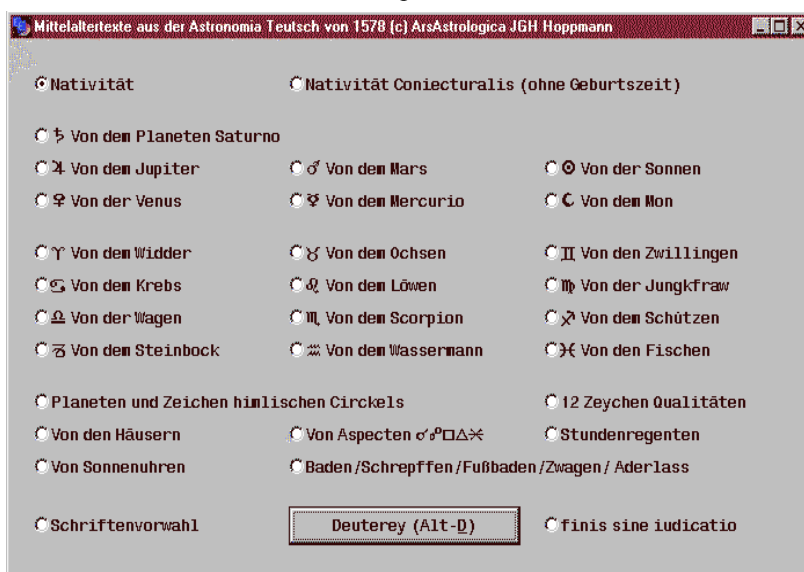 Mittelaltertexte aus der Astronomia Teutsch von 1578 (c) ArsAstrologica JGH Hoppmann
Nativität Nativität Coniecturalis (ohne Geburtszeit)
♄ Von dem Planeten Saturno
♃ Von dem Jupiter ♂ Von dem Mars ☉ Von der Sonnen
♀ Von der Venus ☿ Von dem Mercurio ☾ Von dem Mon
♈ Von dem Widder ♉ Von dem Ochsen ♊ Von den Zwillingen
♋ Von dem Krebs ♌ Von dem Löwen ♍ Von der Jungkfraw
♎ Von der Wagen ♏ Von dem Scorpion ♐ Von dem Schützen
♑ Von dem Steinbock ♒ Von dem Wassermann ♓ Von den Fischen
Planeten und Zeichen himlischen Circkels 12 Zeychen Qualitäten
Von den Häusern Von Aspecten ☌☍□△⚹ Stundenregenten
Von Sonnenuhren Baden/Schrepffen/Fußbaden/Zwagen/ Aderlass
Schriftenvorwahl Deuterey (Alt-D) finis sine iudicatio